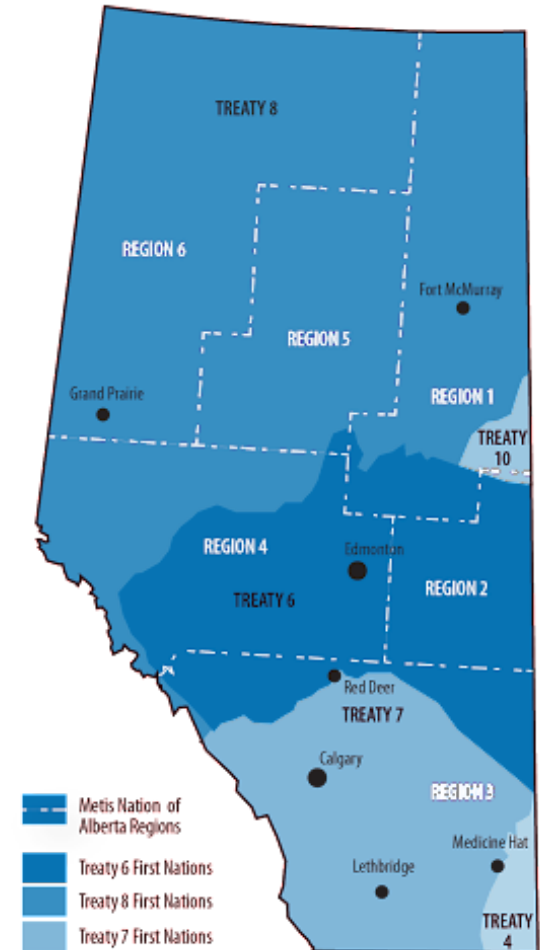 TREATY 8
REGION 6
Fort McMurray
REGION 5
Grand Prairie
REGION 1
TREATY
10
REGION 4
Edmonton
REGION 2
TREATY 6
Red Deer
TREATY 7
Calgary
REGION 3
Metis Nation of
Alberta Regions
Medicine Hat
Treaty 6 First Nations
Lethbridge
Treaty 8 First Nations
TREATY
4
Treaty 7 First Nations